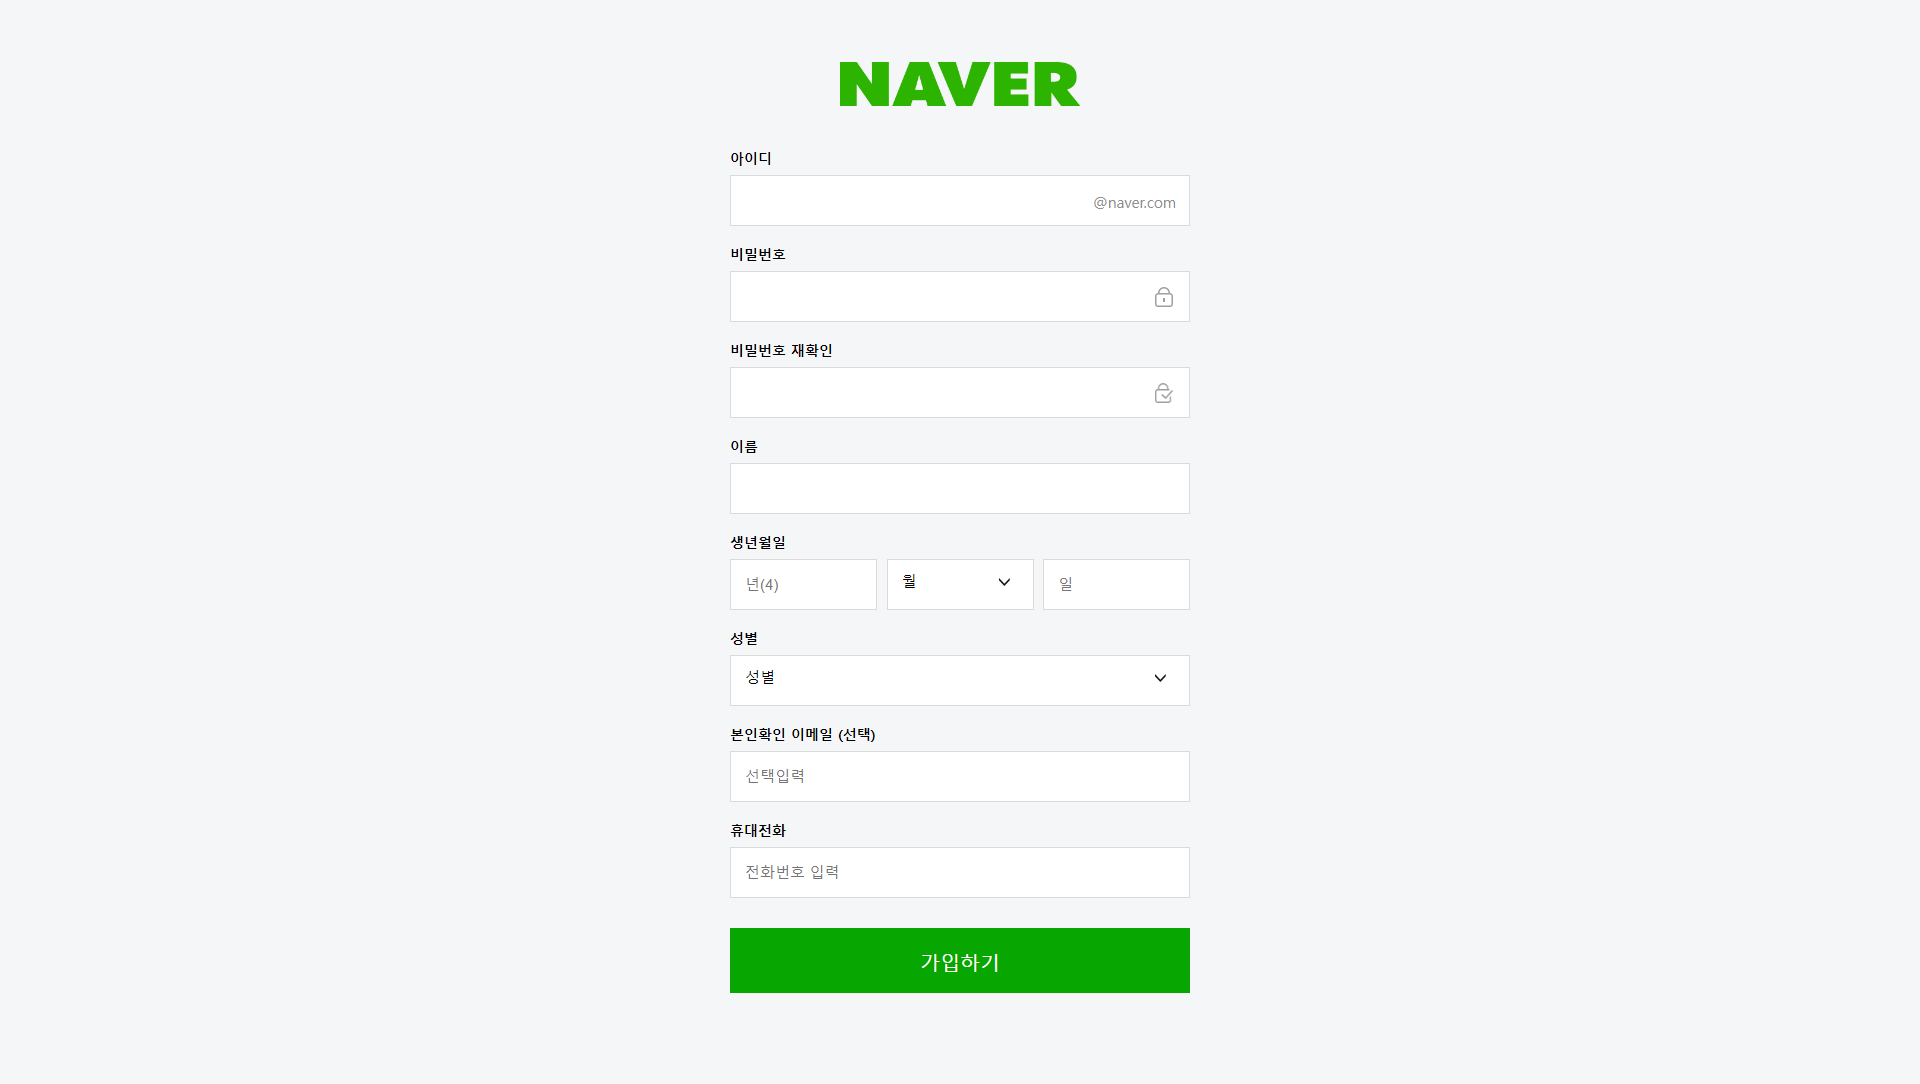 NAVER
아이디
@naver.com
비밀번호
비밀번호 재확인
이름
생년월일
년(4) 월 일
성별
성별
본인확인 이메일 (선택)
선택입력
휴대전화
전화번호 입력
가입하기